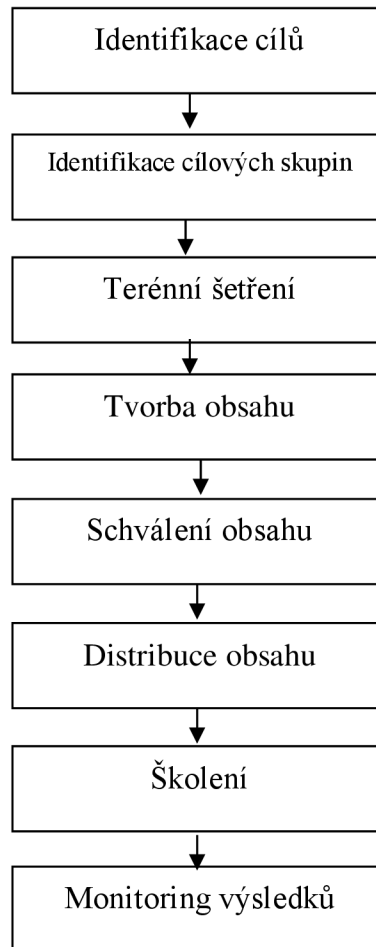 Identifikace cílů
Identifikace cílových skupin
Terénní šetření
Tvorba obsahu
Schválení obsahu
Distribuce obsahu
Školení
Monitoring výsledků